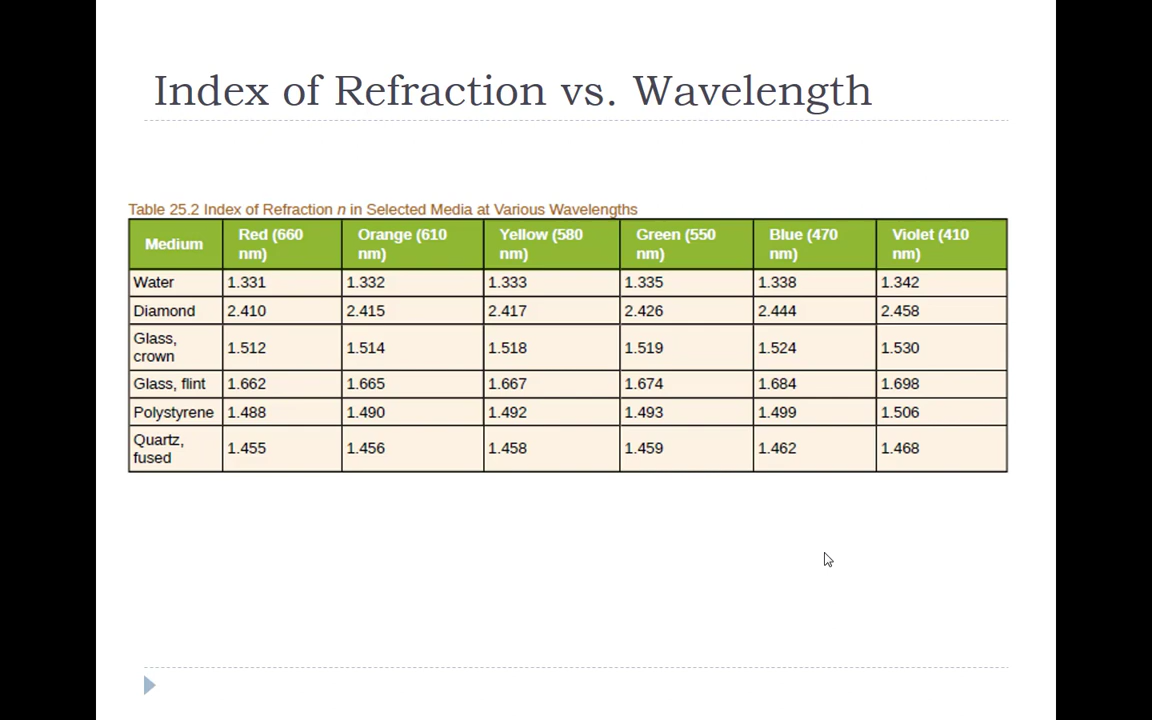 Index of Refraction vs. Wavelength
Table 25.2 Index of Refraction n in Selected Media at Various Wavelengths
Medium Red (660 nm) Orange (610 nm) Yellow (580 nm) Green (550 nm) Blue (470 nm) Violet (410 nm)
Water 1.331 1.332 1.333 1.335 1.338 1.342
Diamond 2.410 2.415 2.417 2.426 2.444 2.458
Glass, crown 1.512 1.514 1.518 1.519 1.524 1.530
Glass, flint 1.662 1.665 1.667 1.674 1.684 1.698
Polystyrene 1.488 1.490 1.492 1.493 1.499 1.506
Quartz, fused 1.455 1.456 1.458 1.459 1.462 1.468